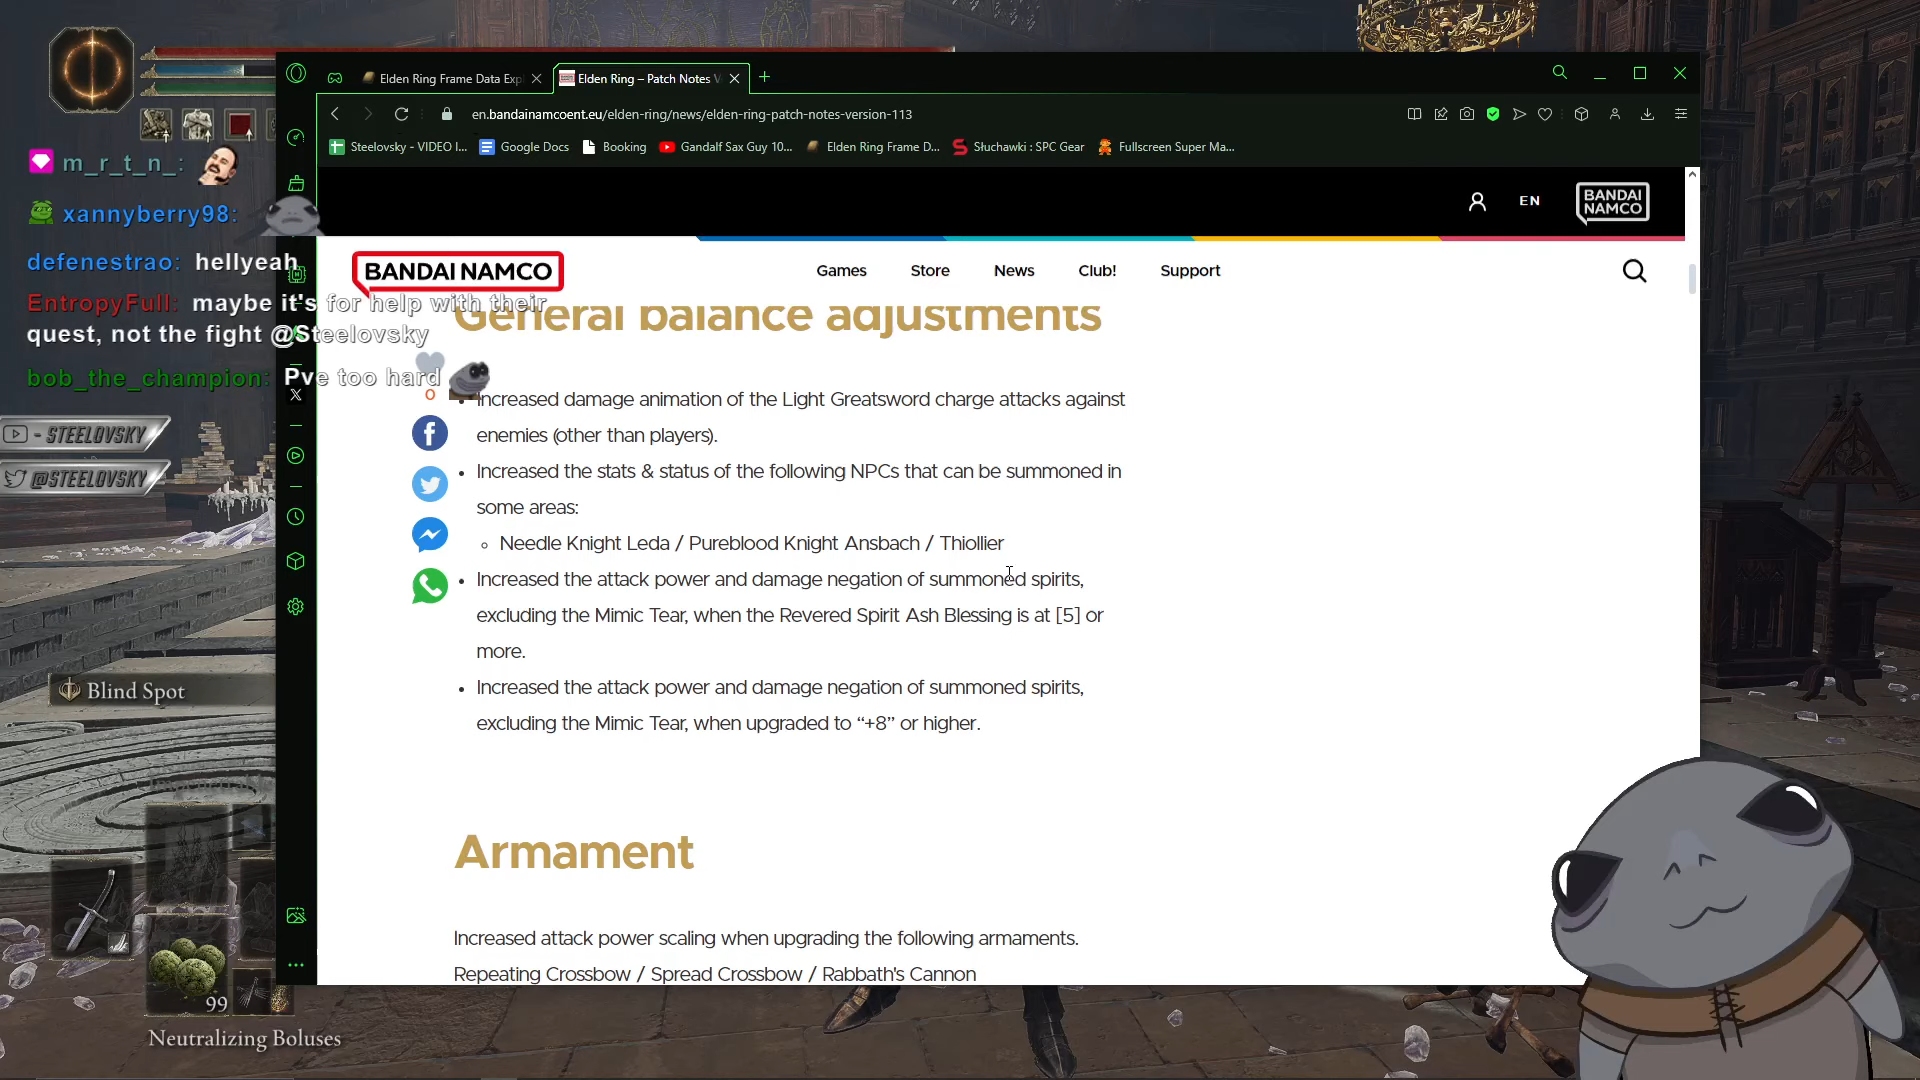 Elden Ring Frame Data Exp
Elden Ring – Patch Notes V
en.bandainamcoent.eu/elden-ring/news/elden-ring-patch-notes-version-113
Steelovsky - VIDEO I...
Google Docs
Booking
Gandalf Sax Guy 10...
Elden Ring Frame D...
Słuchawki : SPC Gear
Fullscreen Super Ma...
m_r_t_n_:
xannyberry98:
defenestrao: hellyeah
EntropyFull: maybe it's for help with their
quest, not the fight @Steelovsky
bob_the_champion: Pve too hard
- STEELOVSKY
@STEELOVSKY
Blind Spot
99
Neutralizing Boluses
EN
BANDAI
NAMCO
BANDAI NAMCO
Games
Store
News
Club!
Support
General balance adjustments
0
• Increased damage animation of the Light Greatsword charge attacks against
enemies (other than players).
• Increased the stats & status of the following NPCs that can be summoned in
some areas:
◦ Needle Knight Leda / Pureblood Knight Ansbach / Thiollier
• Increased the attack power and damage negation of summoned spirits,
excluding the Mimic Tear, when the Revered Spirit Ash Blessing is at [5] or
more.
• Increased the attack power and damage negation of summoned spirits,
excluding the Mimic Tear, when upgraded to “+8” or higher.
Armament
Increased attack power scaling when upgrading the following armaments.
Repeating Crossbow / Spread Crossbow / Rabbath's Cannon